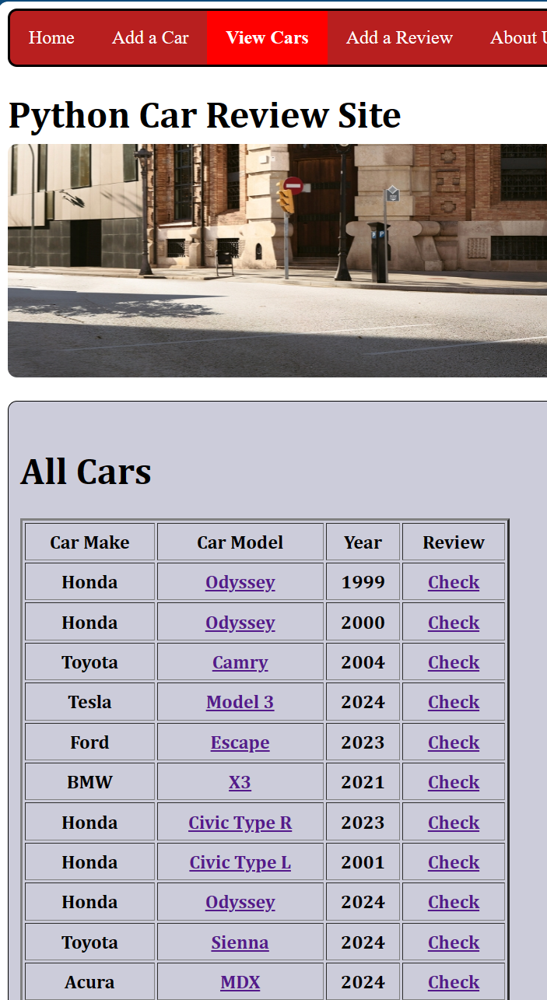 Home Add a Car View Cars Add a Review About U
Python Car Review Site
P P
All Cars
Car Make Car Model Year Review
Honda Odyssey 1999 Check
Honda Odyssey 2000 Check
Toyota Camry 2004 Check
Tesla Model 3 2024 Check
Ford Escape 2023 Check
BMW X3 2021 Check
Honda Civic Type R 2023 Check
Honda Civic Type L 2001 Check
Honda Odyssey 2024 Check
Toyota Sienna 2024 Check
Acura MDX 2024 Check